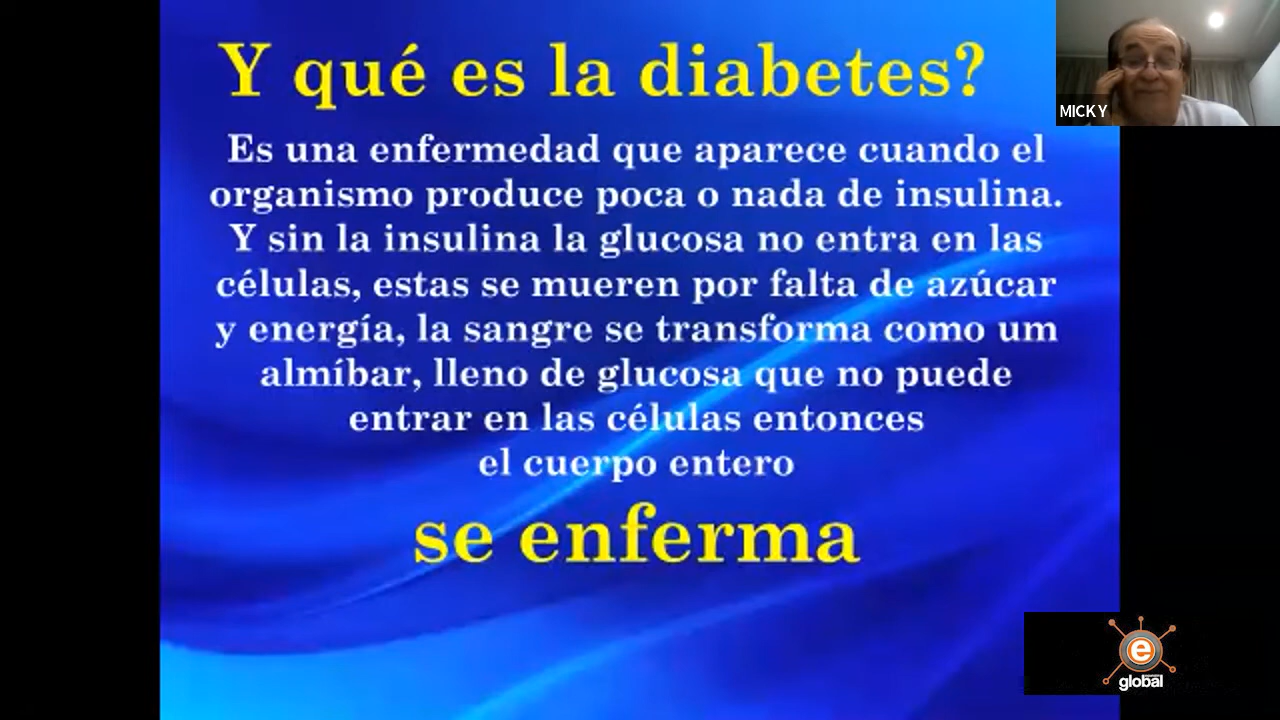 Y qué es la diabetes?
Es una enfermedad que aparece cuando el
organismo produce poca o nada de insulina.
Y sin la insulina la glucosa no entra en las
células, estas se mueren por falta de azúcar
y energía, la sangre se transforma como um
almíbar, lleno de glucosa que no puede
entrar en las células entonces
el cuerpo entero
se enferma
MICKY
e
global